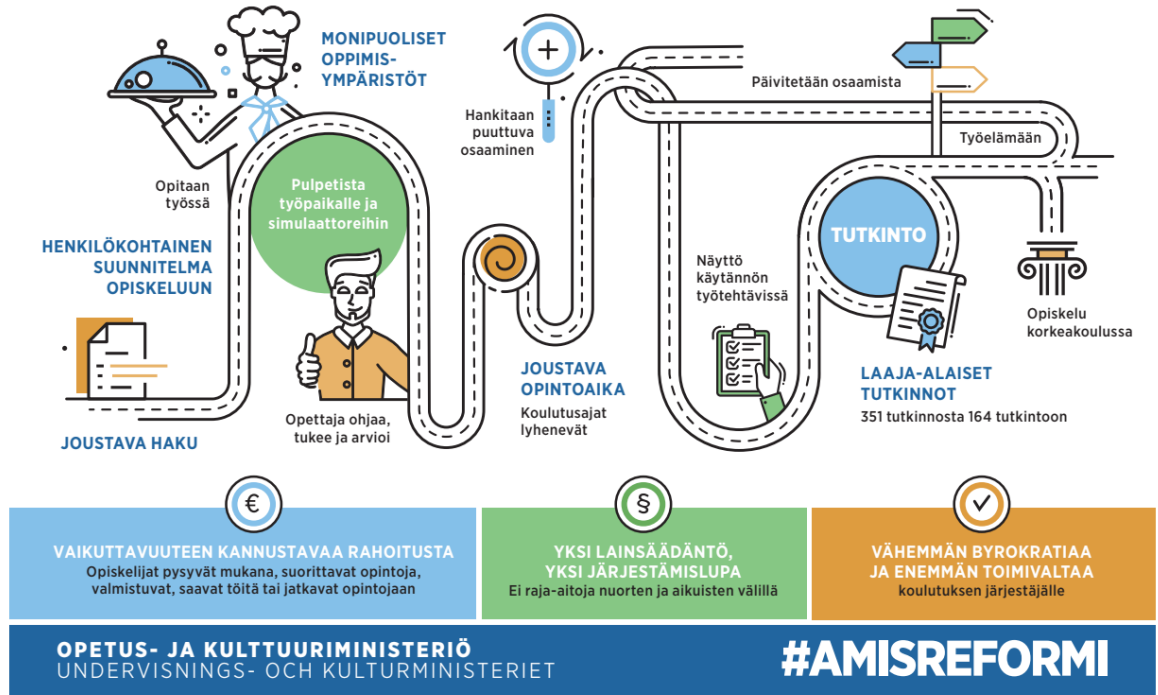 MONIPUOLISET
OPPIMIS-
YMPÄRISTÖT
Opitaan
työssä
Pulpetista
työpaikalle ja
simulaattoreihin
HENKILÖKOHTAINEN
SUUNNITELMA
OPISKELUUN
JOUSTAVA HAKU
Opettaja ohjaa,
tukee ja arvioi
Hankitaan
puuttuva
osaaminen
JOUSTAVA
OPINTOAIKA
Koulutusajat
lyhenevät
Näyttö
käytännön
työtehtävissä
Päivitetään osaamista
Työelämään
TUTKINTO
Opiskelu
korkeakoulussa
LAAJA-ALAISET
TUTKINNOT
351 tutkinnosta 164 tutkintoon
€
VAIKUTTAVUUTEEN KANNUSTAVAA RAHOITUSTA
Opiskelijat pysyvät mukana, suorittavat opintoja,
valmistuvat, saavat töitä tai jatkavat opintojaan
§
YKSI LAINSÄÄDÄNTÖ,
YKSI JÄRJESTÄMISLUPA
Ei raja-aitoja nuorten ja aikuisten välillä
VÄHEMMÄN BYROKRATIAA
JA ENEMMÄN TOIMIVALTAA
koulutuksen järjestäjälle
OPETUS- JA KULTTUURIMINISTERIÖ
UNDERVISNINGS- OCH KULTURMINISTERIET
#AMISREFORMI